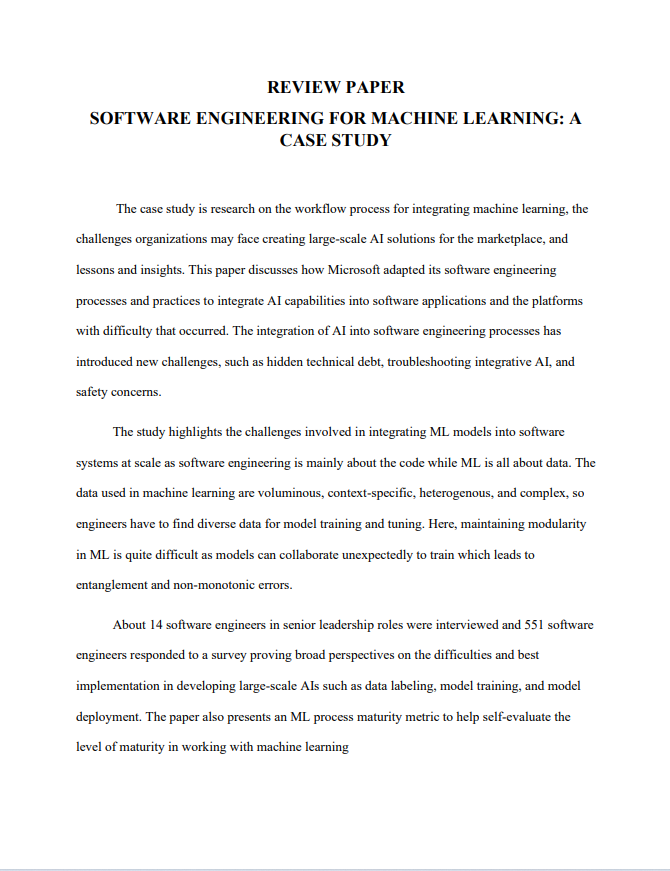 REVIEW PAPER
SOFTWARE ENGINEERING FOR MACHINE LEARNING: A
CASE STUDY
The case study is research on the workflow process for integrating machine learning, the
challenges organizations may face creating large-scale AI solutions for the marketplace, and
lessons and insights. This paper discusses how Microsoft adapted its software engineering
processes and practices to integrate AI capabilities into software applications and the platforms
with difficulty that occurred. The integration of AI into software engineering processes has
introduced new challenges, such as hidden technical debt, troubleshooting integrative AI, and
safety concerns.
The study highlights the challenges involved in integrating ML models into software
systems at scale as software engineering is mainly about the code while ML is all about data. The
data used in machine learning are voluminous, context-specific, heterogenous, and complex, so
engineers have to find diverse data for model training and tuning. Here, maintaining modularity
in ML is quite difficult as models can collaborate unexpectedly to train which leads to
entanglement and non-monotonic errors.
About 14 software engineers in senior leadership roles were interviewed and 551 software
engineers responded to a survey proving broad perspectives on the difficulties and best
implementation in developing large-scale AIs such as data labeling, model training, and model
deployment. The paper also presents an ML process maturity metric to help self-evaluate the
level of maturity in working with machine learning